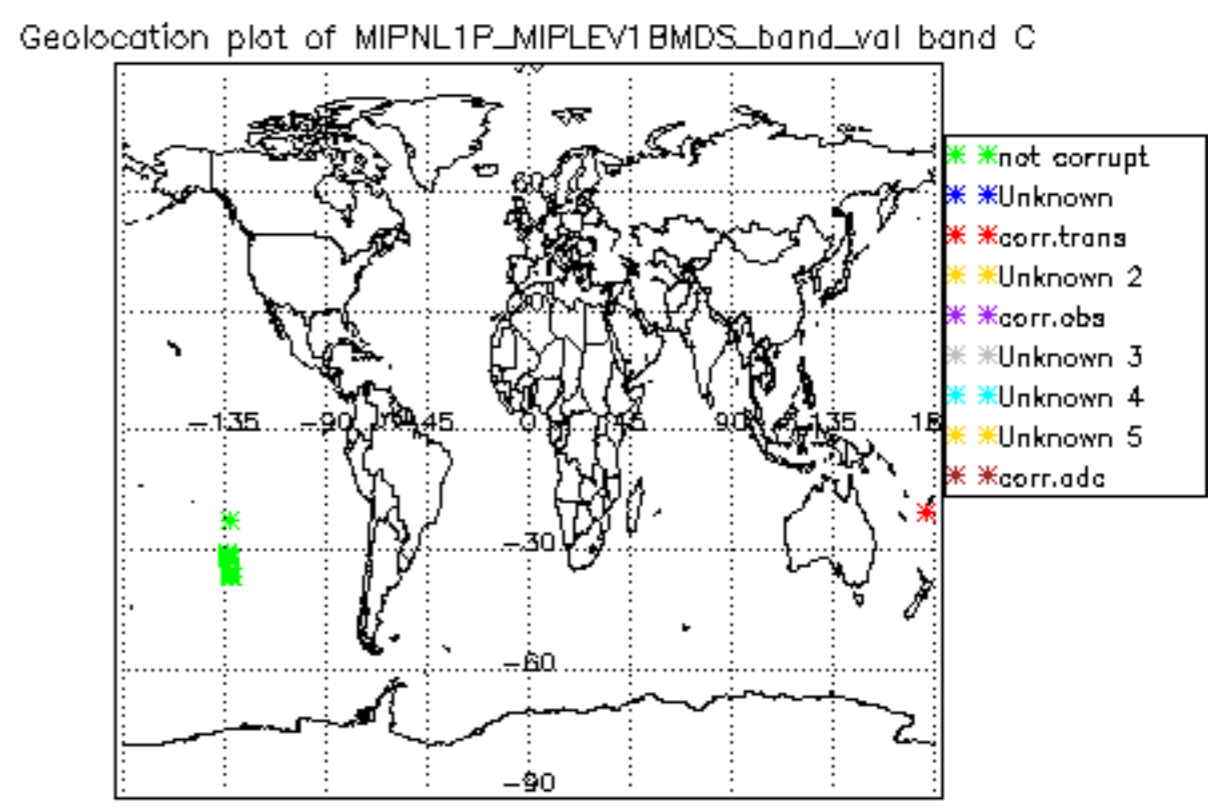 Geolocation plot of MIPNL1P_MIPLEV1BMDS_band_val band C
not corrupt
Unknown
corr.trans
Unknown 2
corr.obs
Unknown 3
Unknown 4
Unknown 5
corr.adc
60
-135 -90 0 90 135
-30
-60
-90